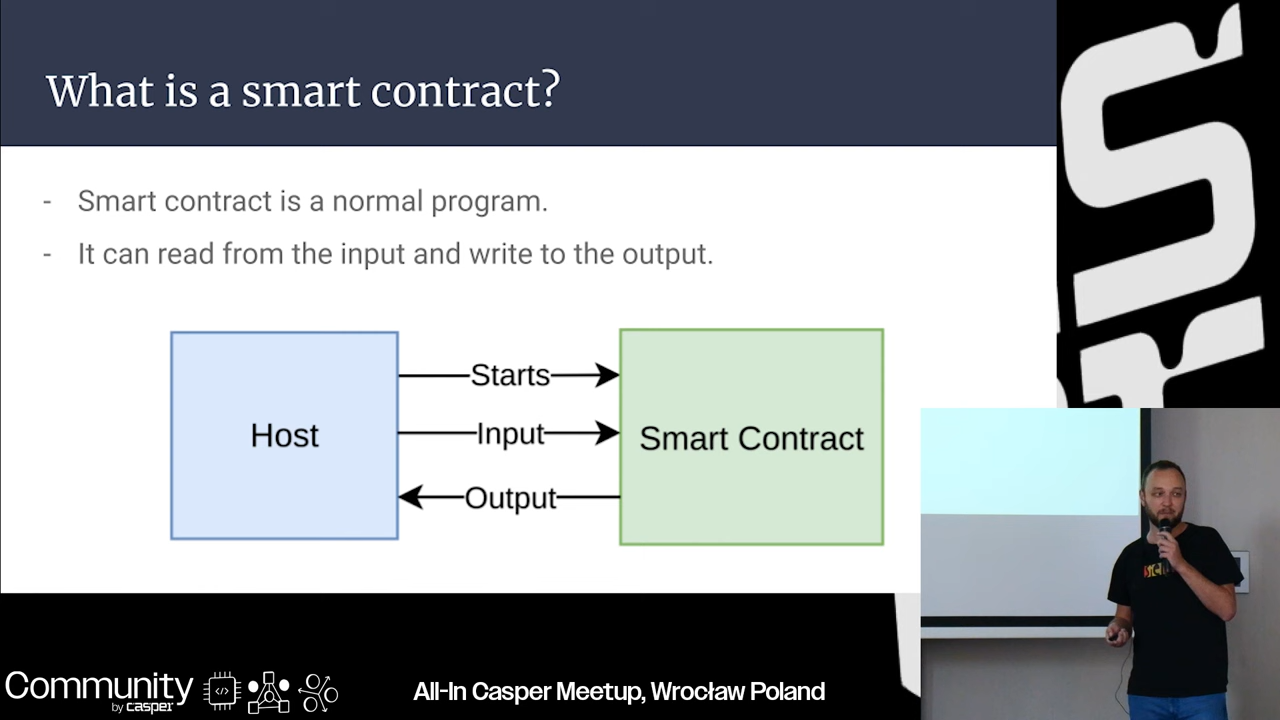 What is a smart contract?
- Smart contract is a normal program.
- It can read from the input and write to the output.
Host
Starts
Input
Output
Smart Contract
Community
by casper
</>
All-In Casper Meetup, Wrocław Poland